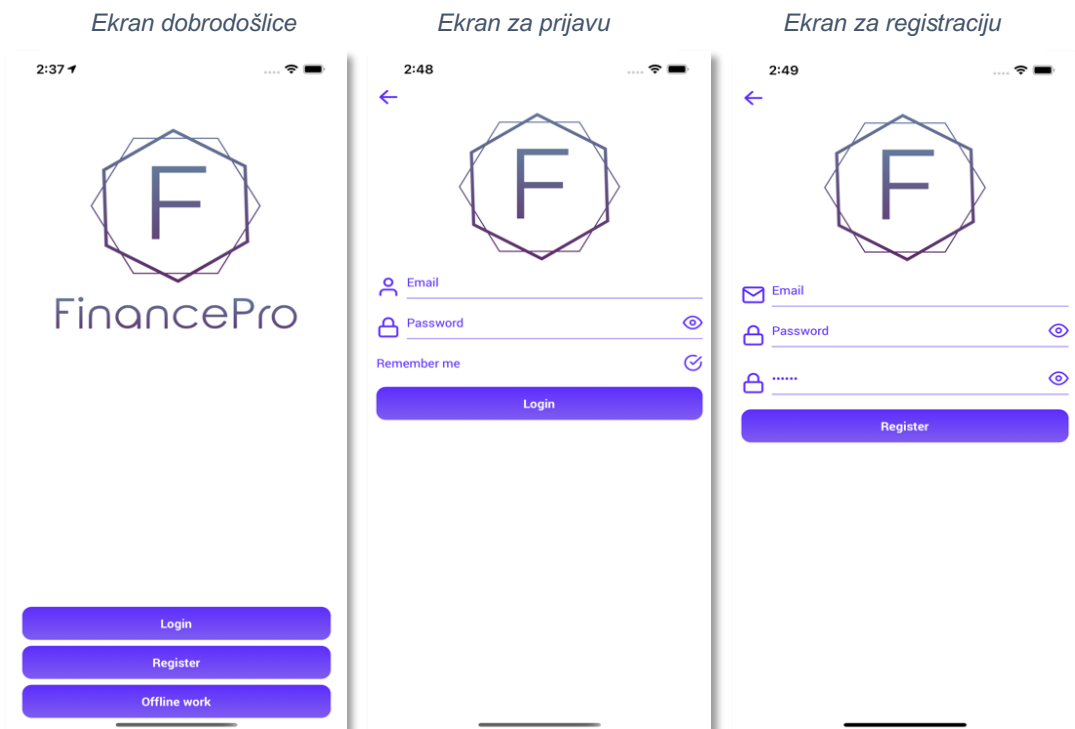 Ekran dobrodošlice
Ekran za prijavu
Ekran za registraciju
2:37
F
FinancePro
Login
Register
Offline work
2:48
F
Email
Password
Remember me
Login
2:49
F
Email
Password
••••••
Register